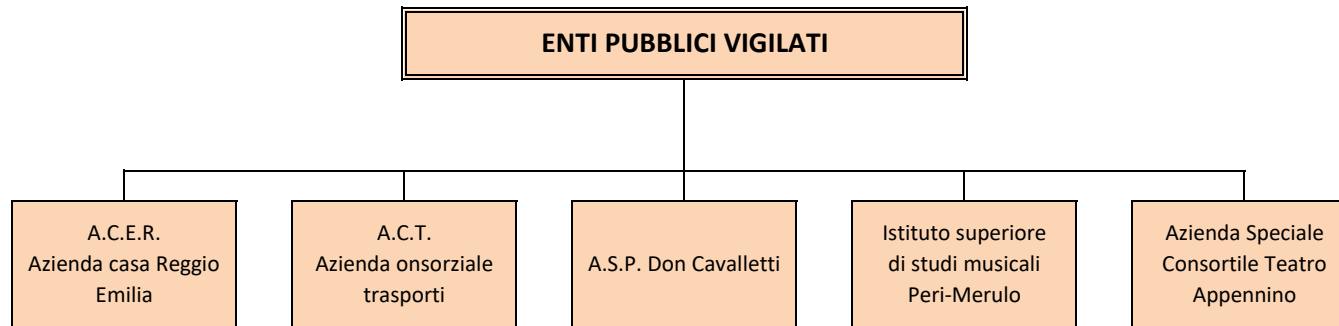 ENTI PUBBLICI VIGILATI
A.C.E.R.
Azienda casa Reggio
Emilia
A.C.T.
Azienda onsorziale
trasporti
A.S.P. Don Cavalletti
Istituto superiore
di studi musicali
Peri-Merulo
Azienda Speciale
Consortile Teatro
Appennino